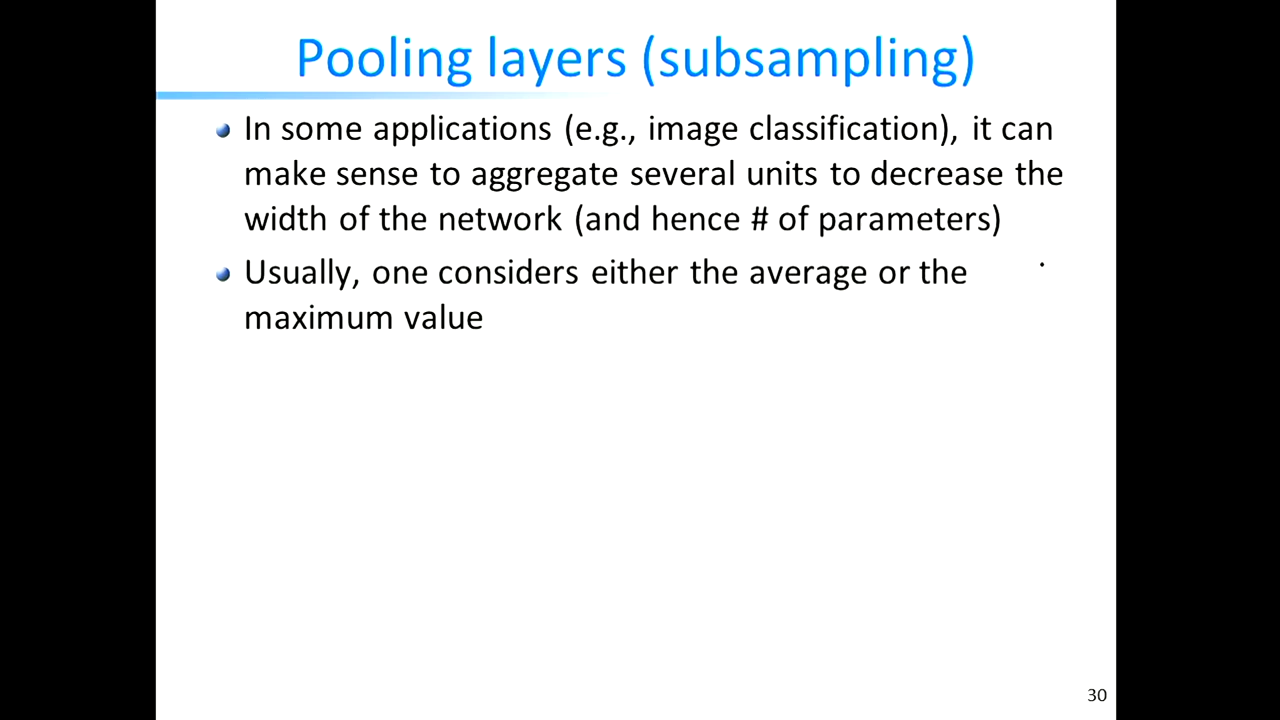 Pooling layers (subsampling)
In some applications (e.g., image classification), it can
make sense to aggregate several units to decrease the
width of the network (and hence # of parameters)
Usually, one considers either the average or the
maximum value
30